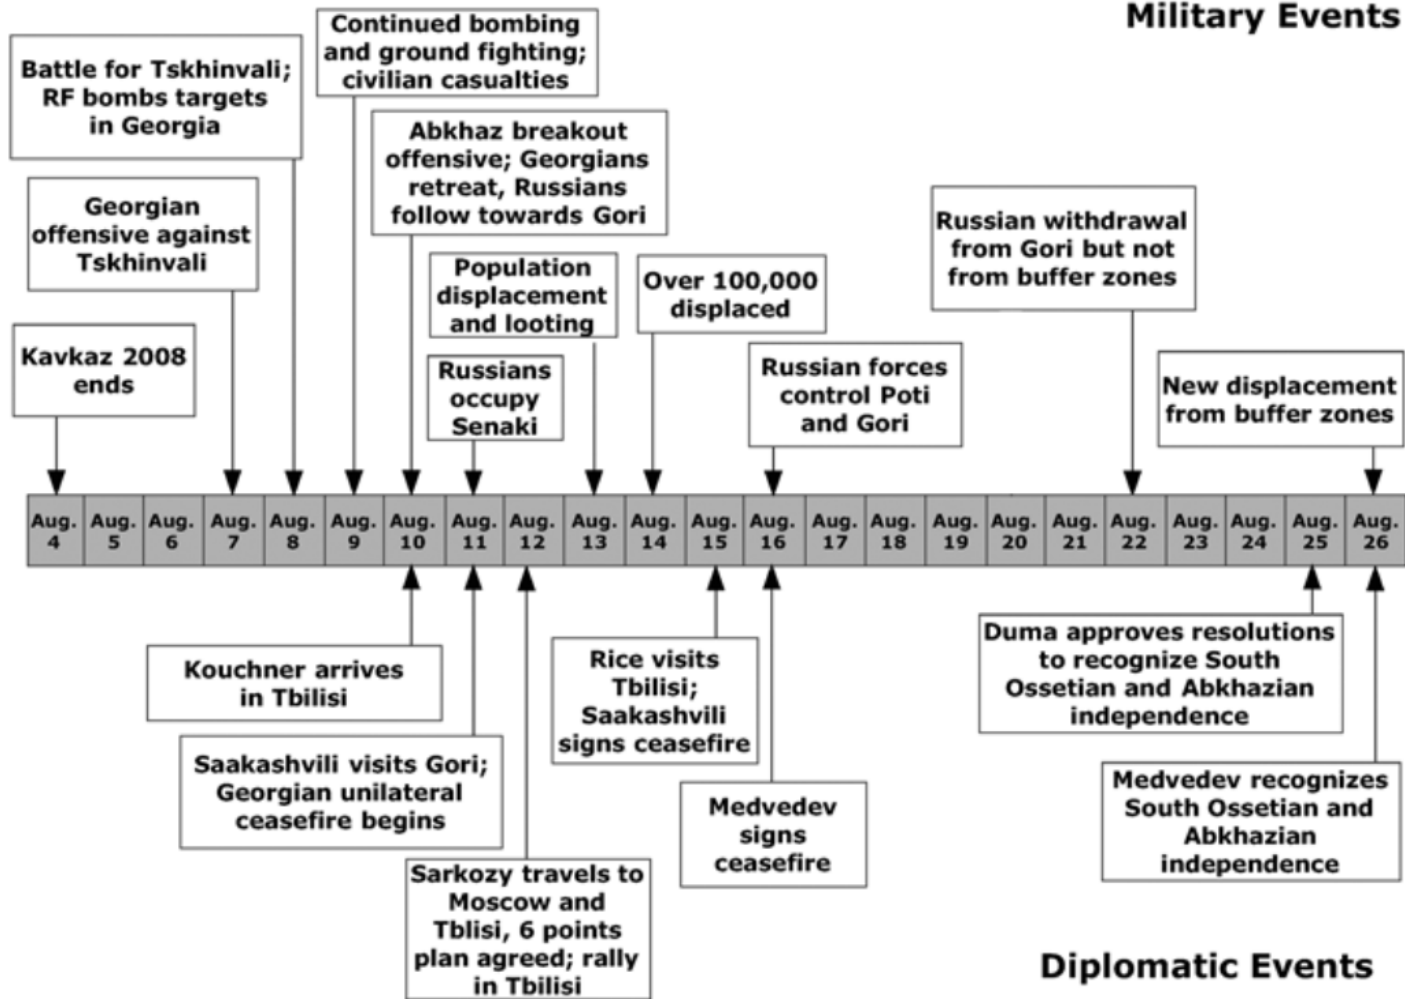 Military Events
Continued bombing
and ground fighting;
civilian casualties
Battle for Tskhinvali;
RF bombs targets
in Georgia
Abkhaz breakout
offensive; Georgians
retreat, Russians
follow towards Gori
Georgian
offensive against
Tskhinvali
Russian withdrawal
from Gori but not
from buffer zones
Population
displacement
and looting
Over 100,000
displaced
Kavkaz 2008
ends
Russians
occupy
Senaki
Russian forces
control Poti
and Gori
New displacement
from buffer zones
Aug. Aug. Aug. Aug. Aug. Aug. Aug. Aug. Aug. Aug. Aug. Aug. Aug. Aug. Aug. Aug. Aug. Aug. Aug. Aug. Aug. Aug. Aug.
4 5 6 7 8 9 10 11 12 13 14 15 16 17 18 19 20 21 22 23 24 25 26
Kouchner arrives
in Tbilisi
Rice visits
Tbilisi;
Saakashvili
signs ceasefire
Duma approves resolutions
to recognize South
Ossetian and Abkhazian
independence
Saakashvili visits Gori;
Georgian unilateral
ceasefire begins
Medvedev
signs
ceasefire
Medvedev recognizes
South Ossetian and
Abkhazian
independence
Sarkozy travels to
Moscow and
Tblisi, 6 points
plan agreed; rally
in Tbilisi
Diplomatic Events